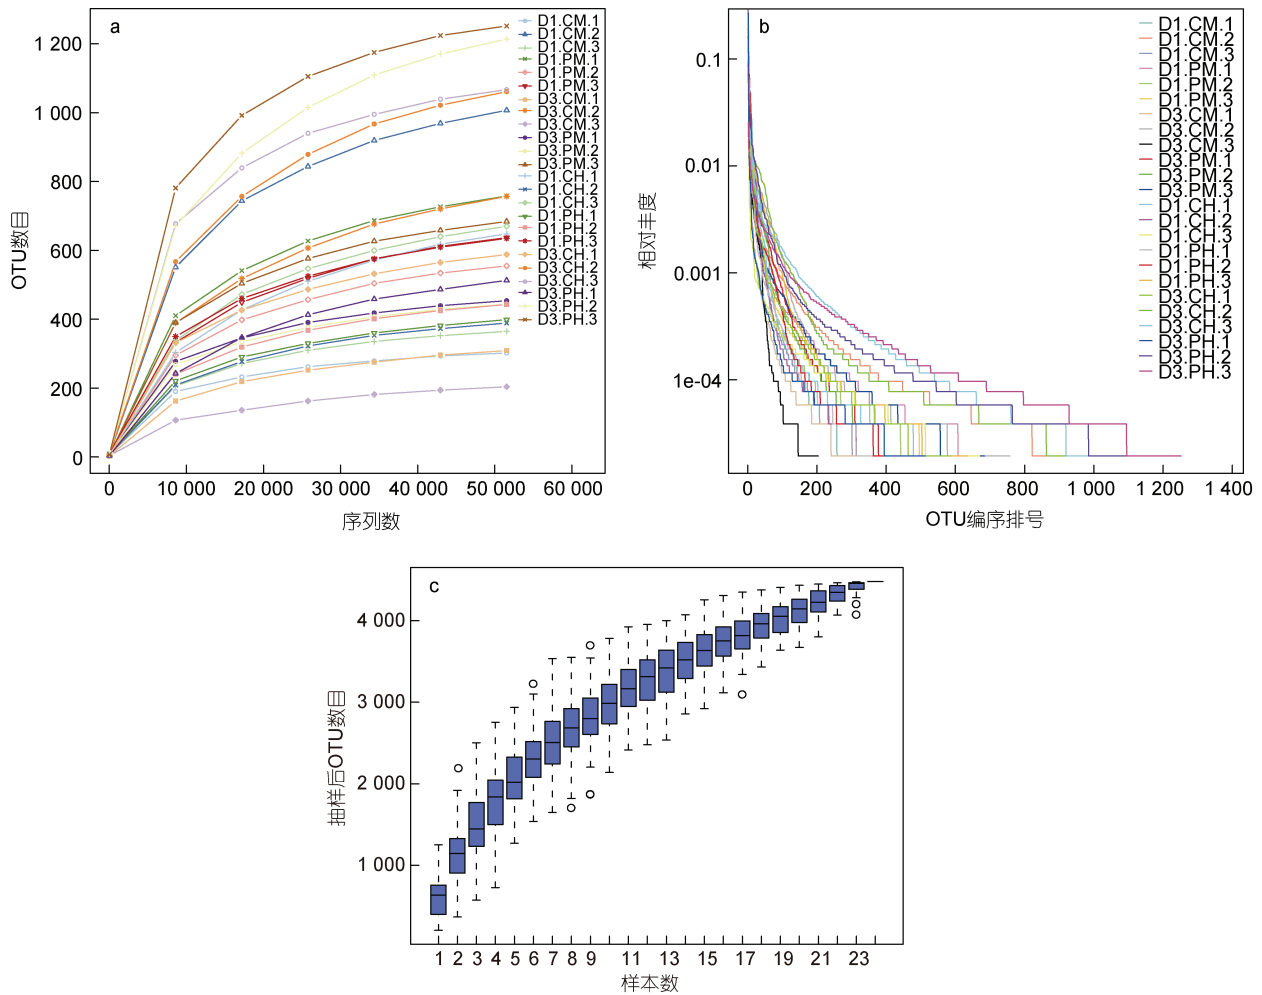 a
1 200
1 000
800
600
400
200
0
OTU数目
0 10 000 20 000 30 000 40 000 50 000 60 000
序列数
D1.CM.1
D1.CM.2
D1.CM.3
D1.PM.1
D1.PM.2
D1.PM.3
D3.CM.1
D3.CM.2
D3.CM.3
D3.PM.1
D3.PM.2
D3.PM.3
D1.CH.1
D1.CH.2
D1.CH.3
D1.PH.1
D1.PH.2
D1.PH.3
D3.CH.1
D3.CH.2
D3.CH.3
D3.PH.1
D3.PH.2
D3.PH.3
b
0.1
0.01
0.001
1e-04
相对丰度
0 200 400 600 800 1 000 1 200 1 400
OTU编序排号
D1.CM.1
D1.CM.2
D1.CM.3
D1.PM.1
D1.PM.2
D1.PM.3
D3.CM.1
D3.CM.2
D3.CM.3
D3.PM.1
D3.PM.2
D3.PM.3
D1.CH.1
D1.CH.2
D1.CH.3
D1.PH.1
D1.PH.2
D1.PH.3
D3.CH.1
D3.CH.2
D3.CH.3
D3.PH.1
D3.PH.2
D3.PH.3
c
4 000
3 000
2 000
1 000
抽样后OTU数目
1 2 3 4 5 6 7 8 9 11 13 15 17 19 21 23
样本数